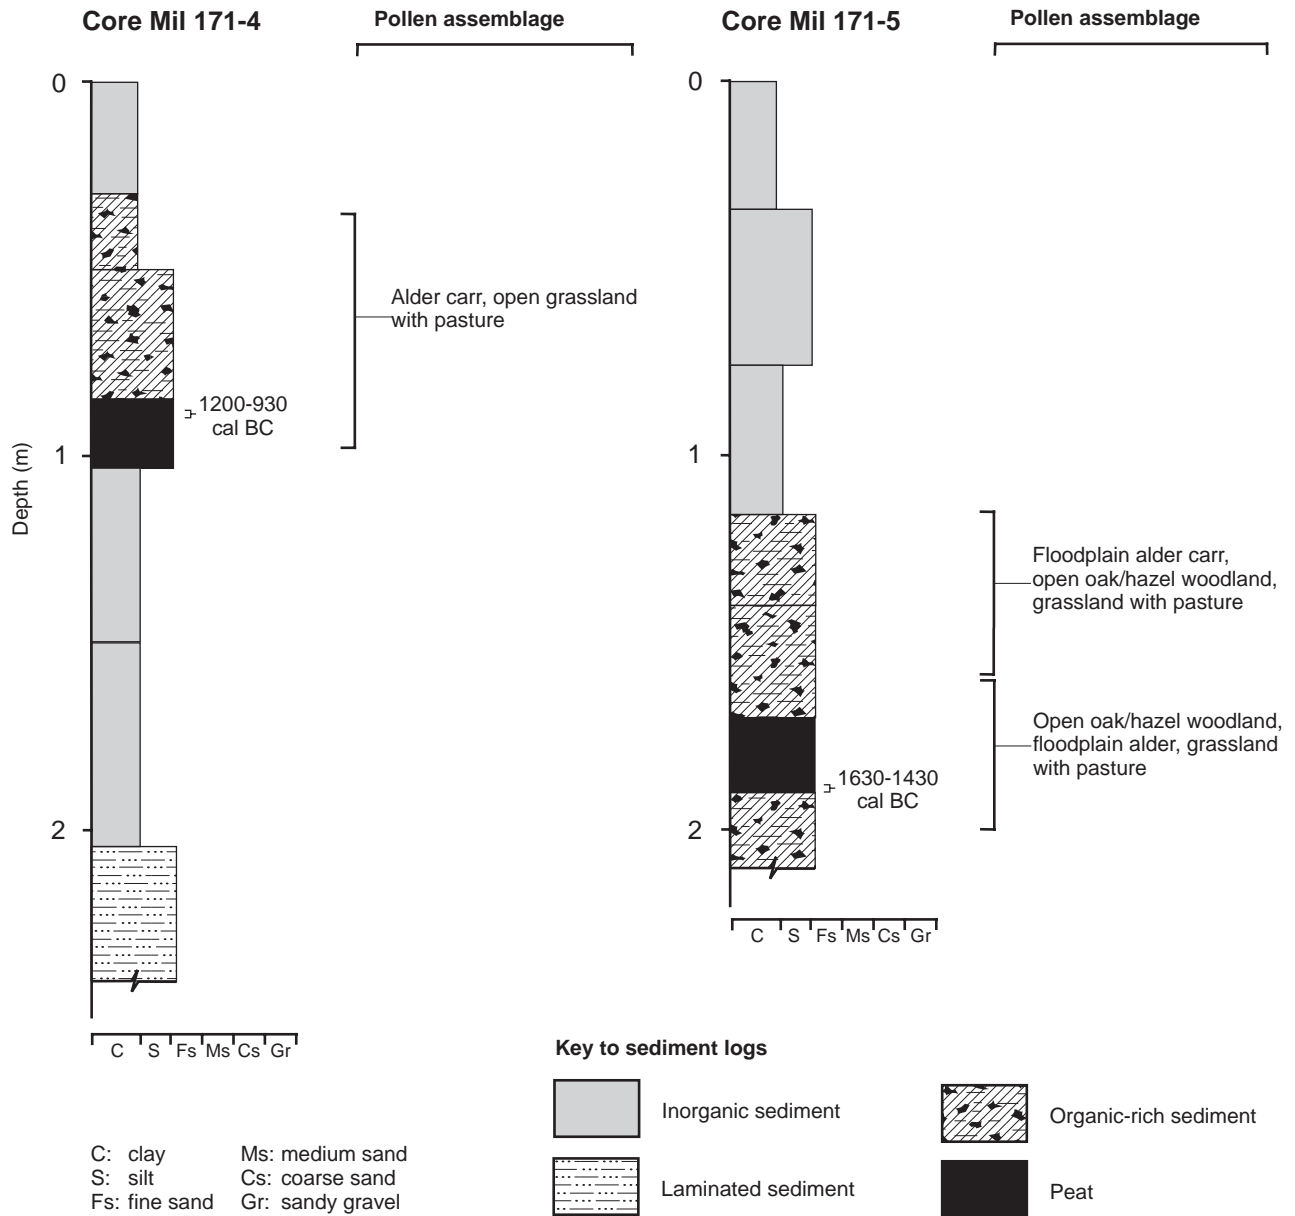 Core Mil 171-4
Pollen assemblage
0
1
2
Depth (m)
1200-930
cal BC
Alder carr, open grassland
with pasture
C S Fs Ms Cs Gr
Core Mil 171-5
Pollen assemblage
0
1
2
1630-1430
cal BC
Floodplain alder carr,
open oak/hazel woodland,
grassland with pasture
Open oak/hazel woodland,
floodplain alder, grassland
with pasture
C S Fs Ms Cs Gr
Key to sediment logs
Inorganic sediment
Organic-rich sediment
Laminated sediment
Peat
C: clay
S: silt
Fs: fine sand
Ms: medium sand
Cs: coarse sand
Gr: sandy gravel